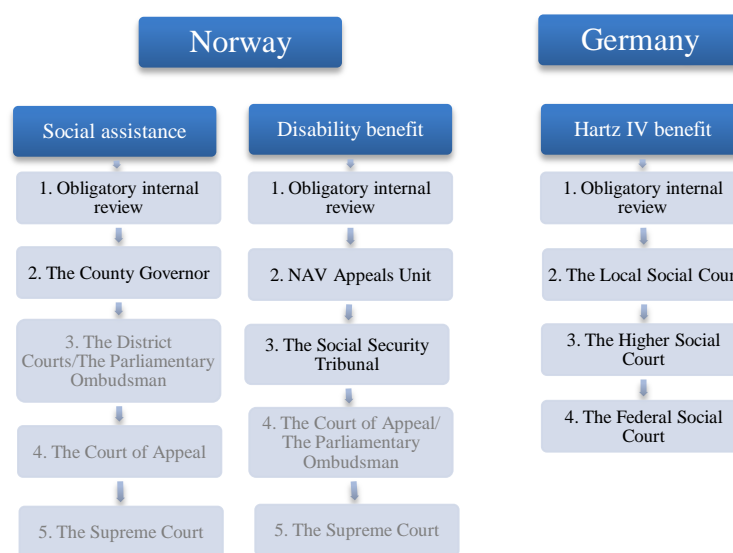 Norway
Germany
Social assistance
1. Obligatory internal
review
2. The County Governor
3. The District
Courts/The Parliamentary
Ombudsman
4. The Court of Appeal
5. The Supreme Court
Disability benefit
1. Obligatory internal
review
2. NAV Appeals Unit
3. The Social Security
Tribunal
4. The Court of Appeal/
The Parliamentary
Ombudsman
5. The Supreme Court
Hartz IV benefit
1. Obligatory internal
review
2. The Local Social Cour
3. The Higher Social
Court
4. The Federal Social
Court